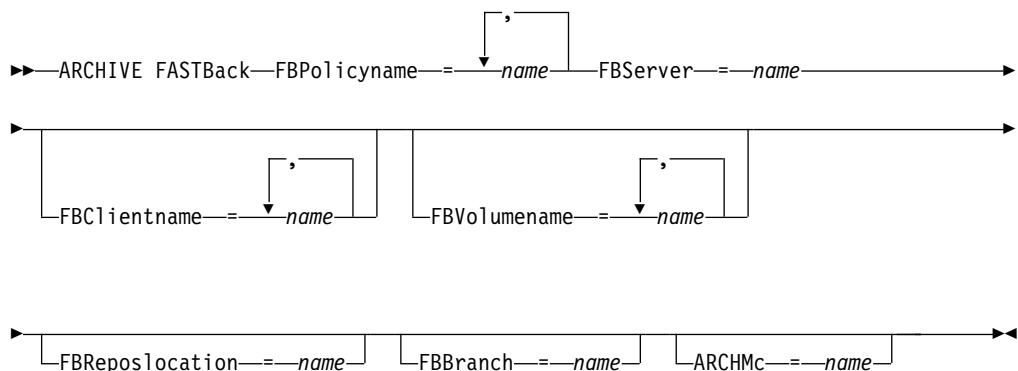 ,
ARCHIVE FASTBack FBPolicyname = name FBServer = name
, ,
FBClientname = name FBVolumename = name
FBReposlocation = name FBBranch = name ARCHMc = name